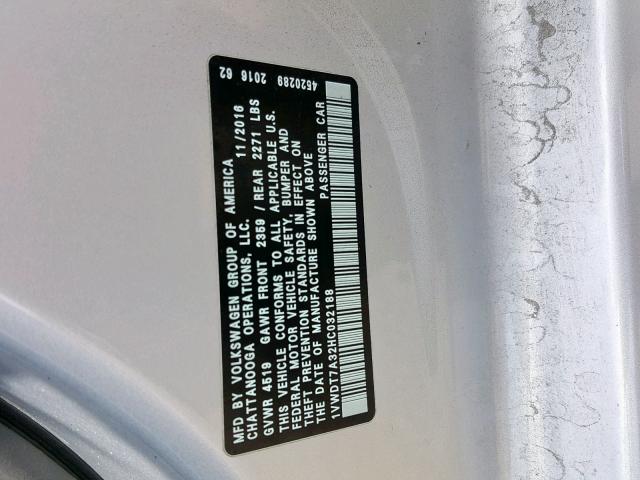 MFD BY VOLKSWAGEN GROUP OF AMERICA
CHATTANOOGA OPERATIONS, LLC. 11/2016
GVWR 4519 GAWR FRONT 2359 / REAR 2271 LBS
THIS VEHICLE CONFORMS TO ALL APPLICABLE U.S.
FEDERAL MOTOR VEHICLE SAFETY, BUMPER AND
THEFT PREVENTION STANDARDS IN EFFECT ON
THE DATE OF MANUFACTURE SHOWN ABOVE
1VWDT7A32HC032188 PASSENGER CAR
2016 62
4520289